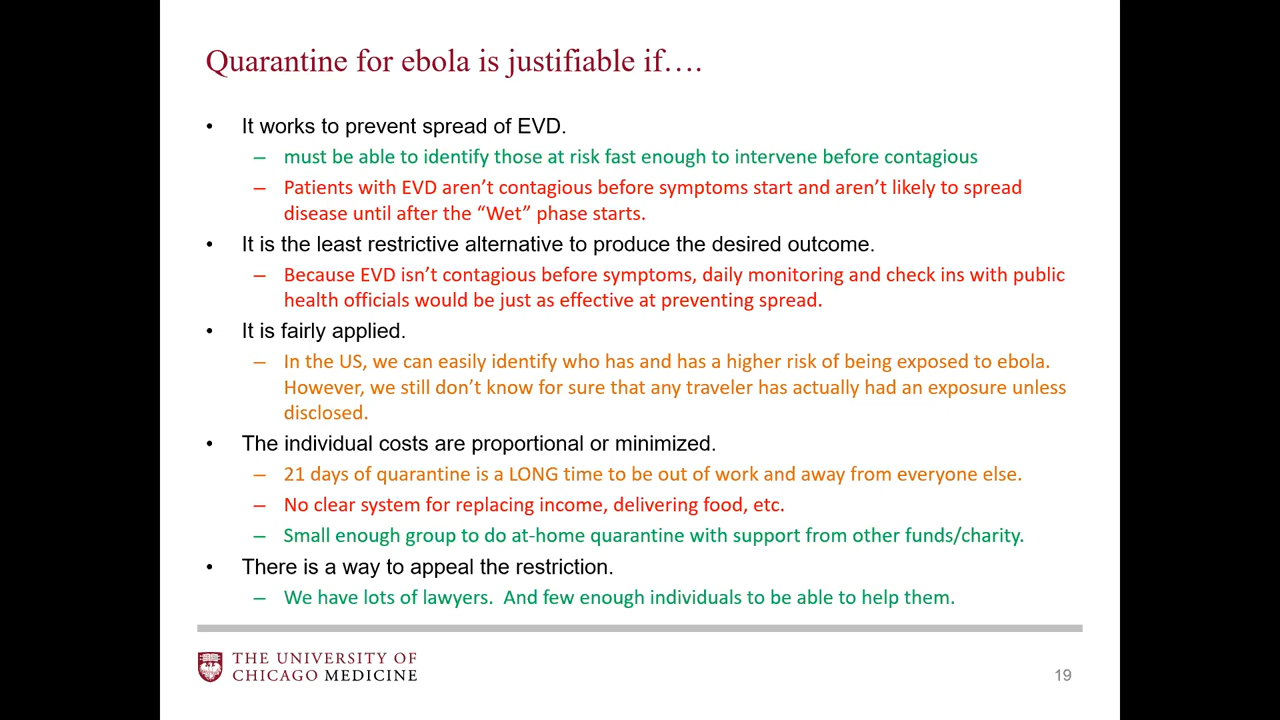 Quarantine for ebola is justifiable if….
• It works to prevent spread of EVD.
– must be able to identify those at risk fast enough to intervene before contagious
– Patients with EVD aren’t contagious before symptoms start and aren’t likely to spread
disease until after the “Wet” phase starts.
• It is the least restrictive alternative to produce the desired outcome.
– Because EVD isn’t contagious before symptoms, daily monitoring and check ins with public
health officials would be just as effective at preventing spread.
• It is fairly applied.
– In the US, we can easily identify who has and has a higher risk of being exposed to ebola.
However, we still don’t know for sure that any traveler has actually had an exposure unless
disclosed.
• The individual costs are proportional or minimized.
– 21 days of quarantine is a LONG time to be out of work and away from everyone else.
– No clear system for replacing income, delivering food, etc.
– Small enough group to do at-home quarantine with support from other funds/charity.
• There is a way to appeal the restriction.
– We have lots of lawyers.  And few enough individuals to be able to help them.
THE UNIVERSITY OF
CHICAGO MEDICINE
19